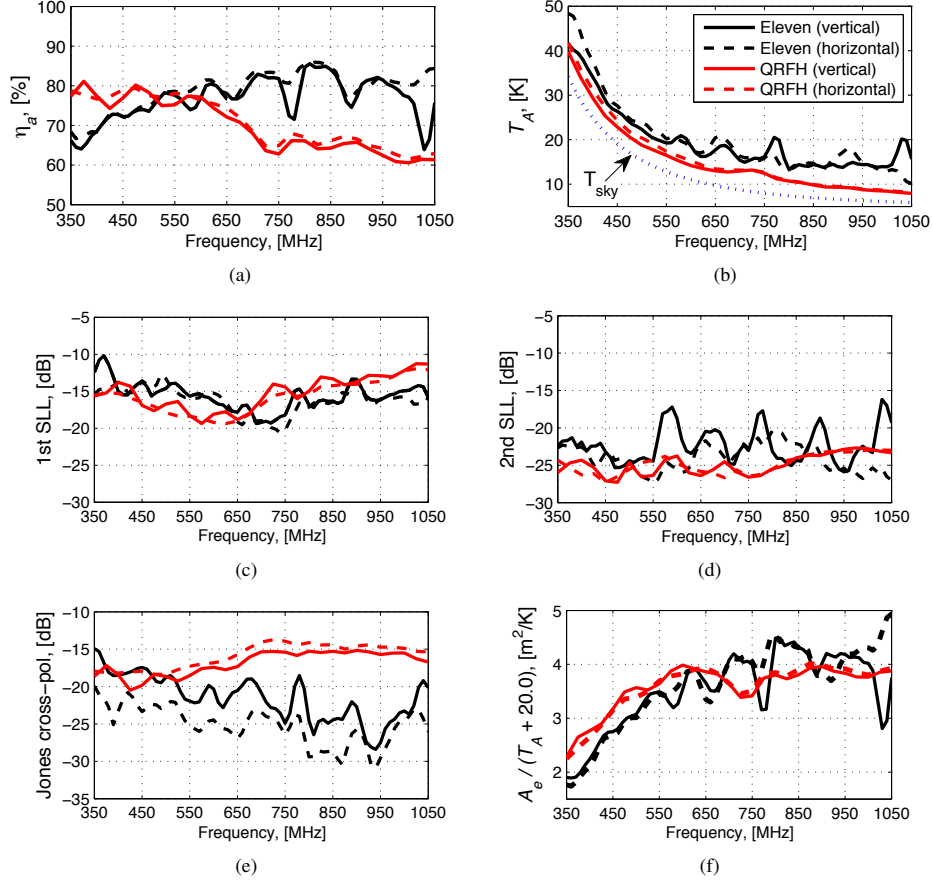 100
90
80
70
60
50
η_a, [%]
350 450 550 650 750 850 950 1050
Frequency, [MHz]
(a)
50
40
30
20
10
T_A, [K]
Eleven (vertical)
Eleven (horizontal)
QRFH (vertical)
QRFH (horizontal)
T_sky
350 450 550 650 750 850 950 1050
Frequency, [MHz]
(b)
−5
−10
−15
−20
−25
−30
1st SLL, [dB]
350 450 550 650 750 850 950 1050
Frequency, [MHz]
(c)
−5
−10
−15
−20
−25
−30
2nd SLL, [dB]
350 450 550 650 750 850 950 1050
Frequency, [MHz]
(d)
−10
−15
−20
−25
−30
−35
Jones cross−pol, [dB]
350 450 550 650 750 850 950 1050
Frequency, [MHz]
(e)
5
4
3
2
A_e / (T_A + 20.0), [m²/K]
350 450 550 650 750 850 950 1050
Frequency, [MHz]
(f)